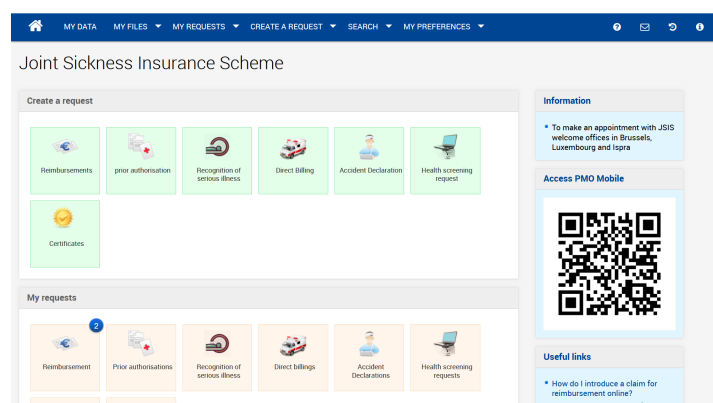 MY DATA MY FILES MY REQUESTS CREATE A REQUEST SEARCH MY PREFERENCES
Joint Sickness Insurance Scheme
Create a request
Reimbursements
prior authorisation
Recognition of
serious illness
Direct Billing
Accident Declaration
Health screening
request
Certificates
My requests
2
Reimbursement
Prior authorisations
Recognition of
serious illness
Direct billings
Accident
Declarations
Health screening
requests
Information
To make an appointment with JSIS
welcome offices in Brussels,
Luxembourg and Ispra
Access PMO Mobile
Useful links
How do I introduce a claim for
reimbursement online?